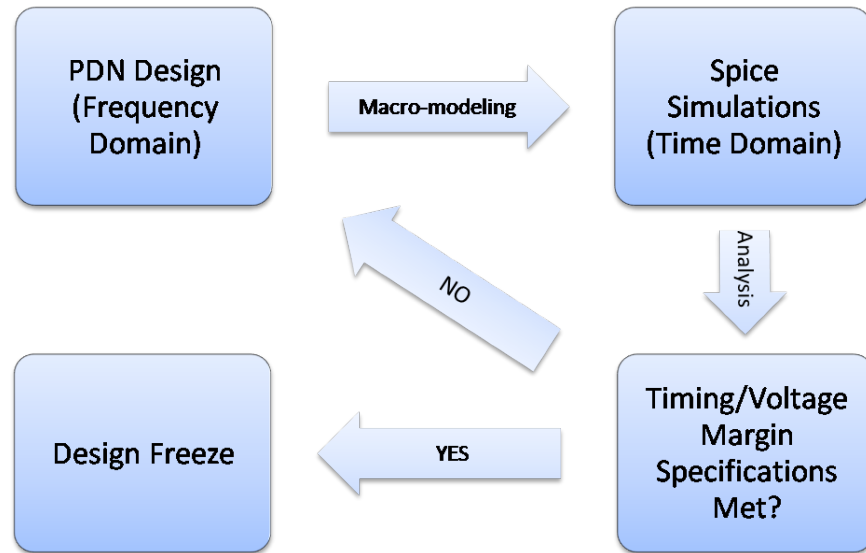 PDN Design
(Frequency
Domain)
Macro-modeling
Spice
Simulations
(Time Domain)
Analysis
NO
Timing/Voltage
Margin
Specifications
Met?
YES
Design Freeze